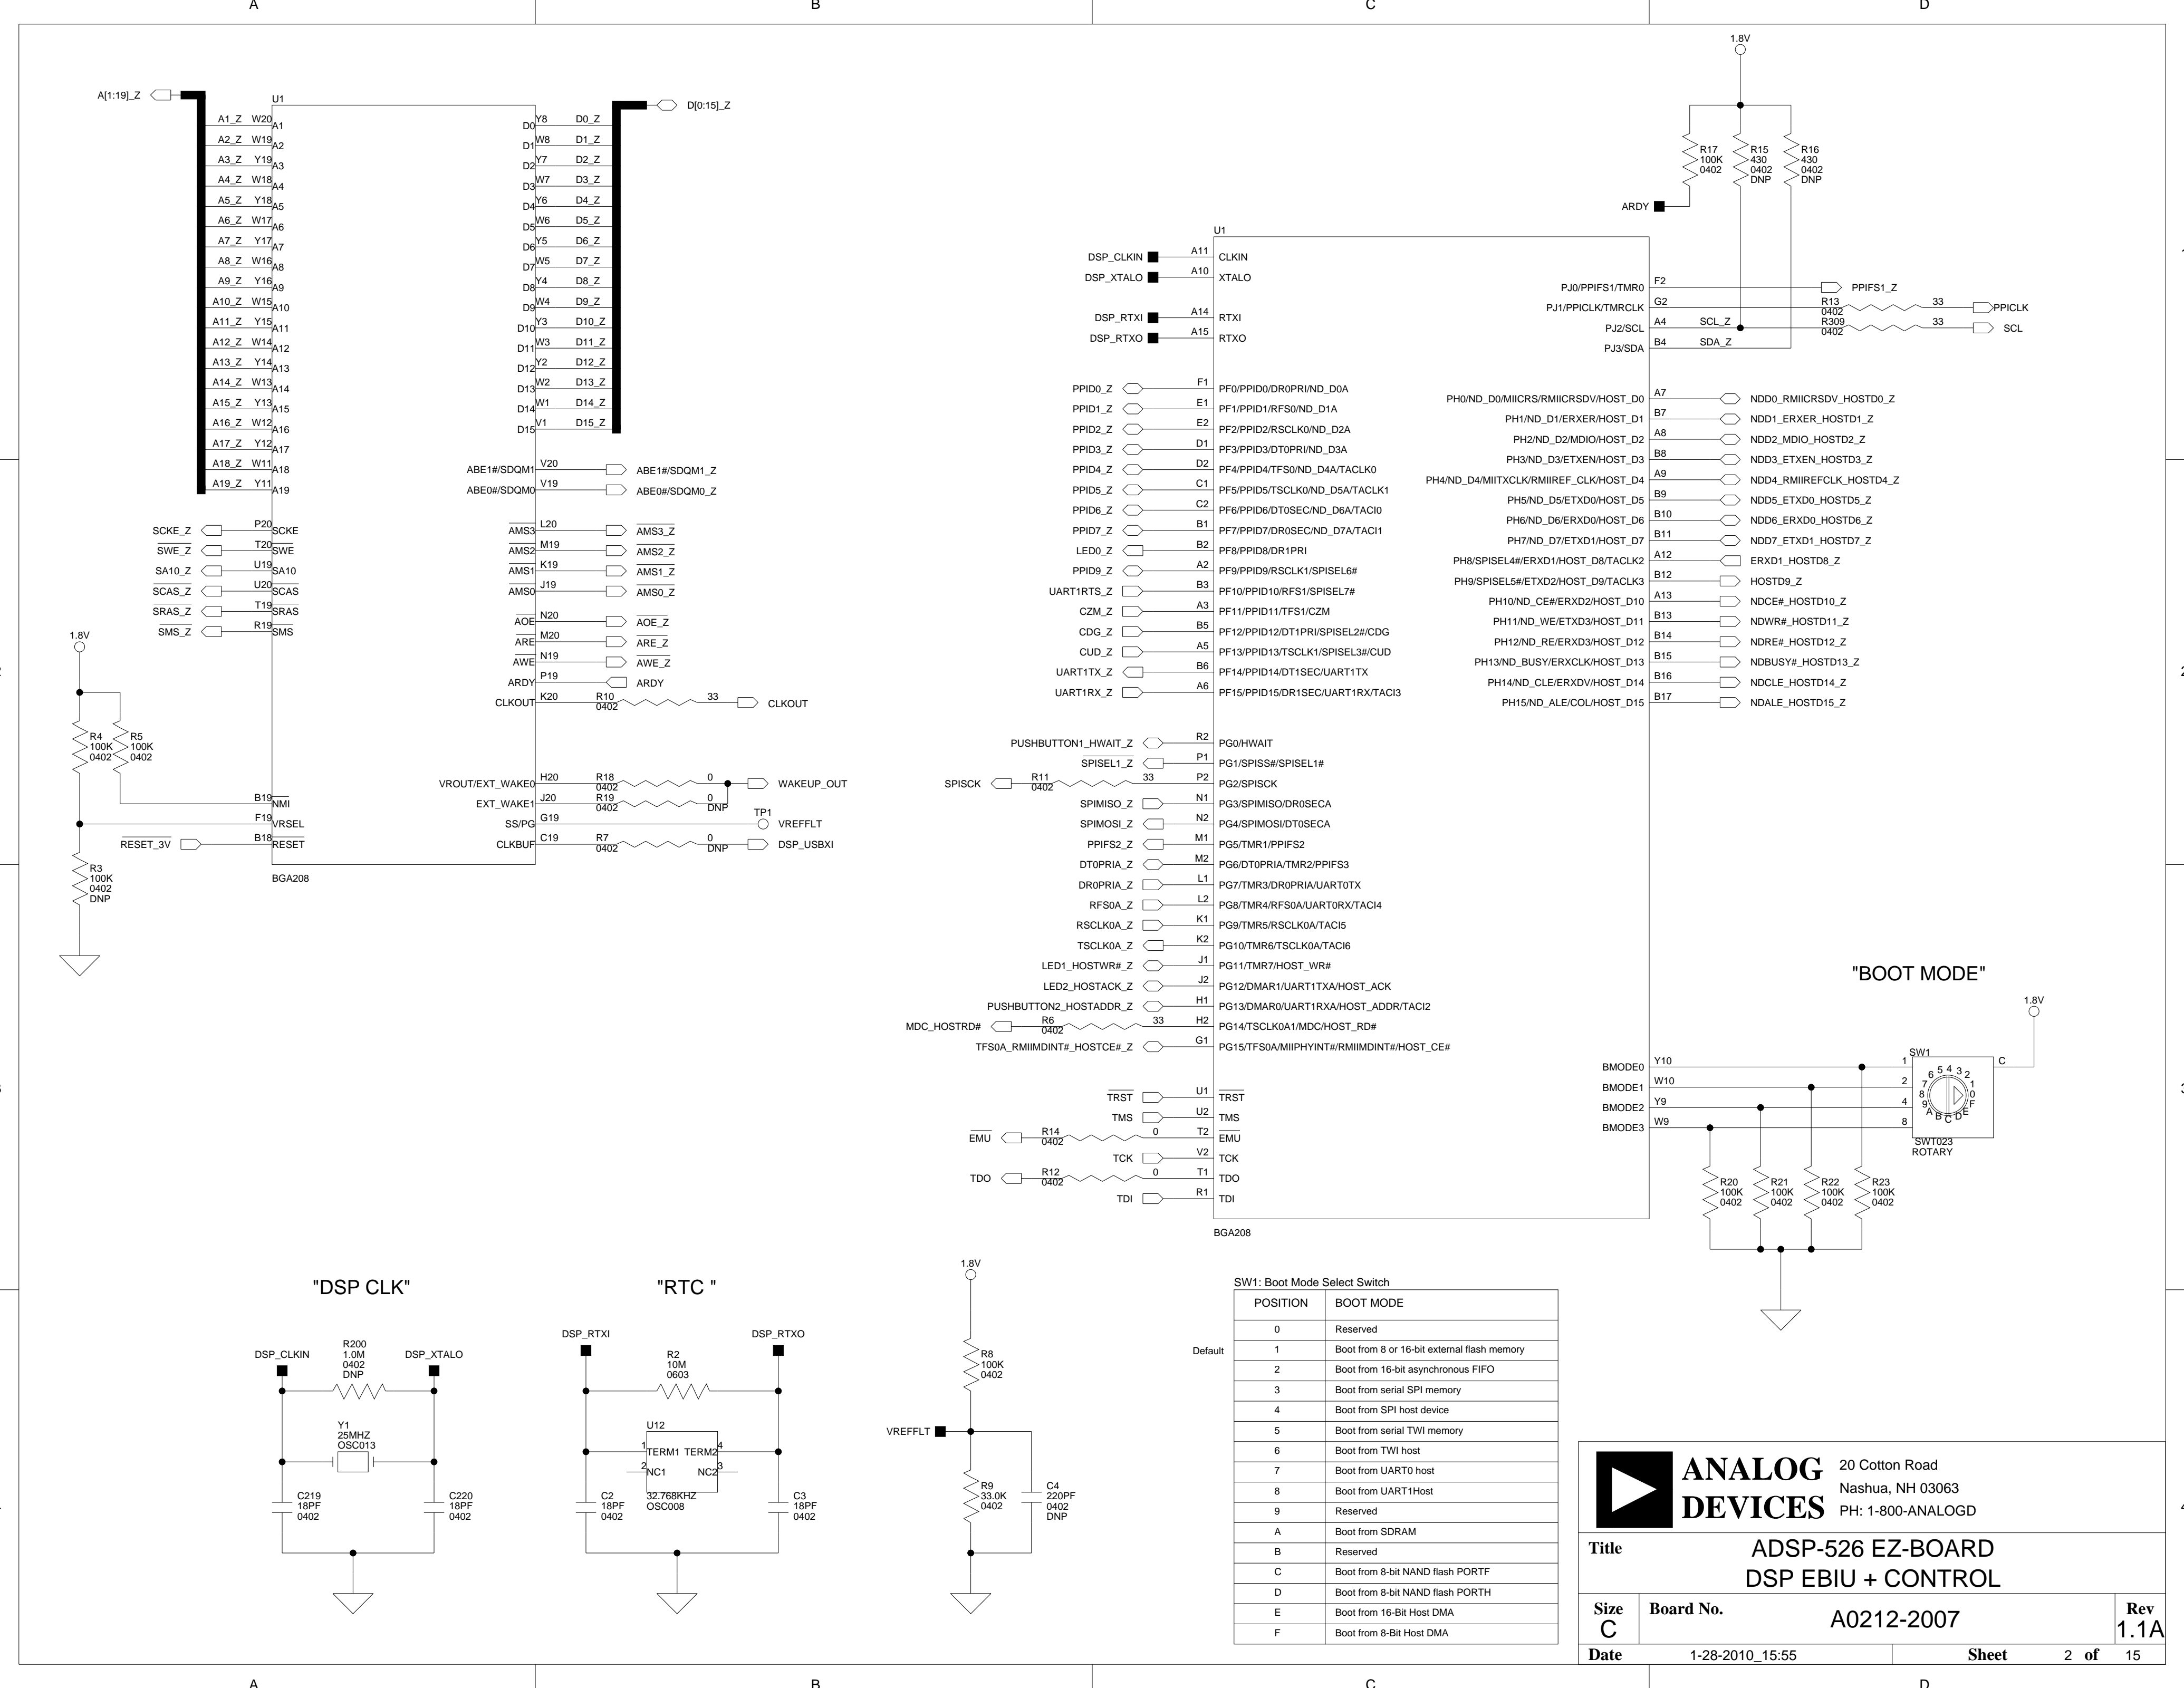 A B C D
A[1:19]_Z
U1
D[0:15]_Z
A1_Z W20 A1 D0 Y8 D0_Z
A2_Z W19 A2 D1 W8 D1_Z
A3_Z Y19 A3 D2 Y7 D2_Z
A4_Z W18 A4 D3 W7 D3_Z
A5_Z Y18 A5 D4 Y6 D4_Z
A6_Z W17 A6 D5 W6 D5_Z
A7_Z Y17 A7 D6 Y5 D6_Z
A8_Z W16 A8 D7 W5 D7_Z
A9_Z Y16 A9 D8 Y4 D8_Z
A10_Z W15 A10 D9 W4 D9_Z
A11_Z Y15 A11 D10 Y3 D10_Z
A12_Z W14 A12 D11 W3 D11_Z
A13_Z Y14 A13 D12 Y2 D12_Z
A14_Z W13 A14 D13 W2 D13_Z
A15_Z Y13 A15 D14 W1 D14_Z
A16_Z W12 A16 D15 V1 D15_Z
A17_Z Y12 A17
A18_Z W11 A18 ABE1#/SDQM1 V20 ABE1#/SDQM1_Z
A19_Z Y11 A19 ABE0#/SDQM0 V19 ABE0#/SDQM0_Z
SCKE_Z P20 SCKE AMS3 L20 AMS3_Z
SWE_Z T20 SWE AMS2 M19 AMS2_Z
SA10_Z U19 SA10 AMS1 K19 AMS1_Z
SCAS_Z U20 SCAS AMS0 J19 AMS0_Z
SRAS_Z T19 SRAS AOE N20 AOE_Z
SMS_Z R19 SMS ARE M20 ARE_Z
AWE N19 AWE_Z
ARDY P19 ARDY
CLKOUT K20 R10 0402 33 CLKOUT
1.8V
R4 100K 0402
R5 100K 0402
VROUT/EXT_WAKE0 H20 R18 0402 0 WAKEUP_OUT
B19 NMI EXT_WAKE1 J20 R19 0402 0 DNP
F19 VRSEL SS/PG G19 TP1 VREFFLT
RESET_3V B18 RESET CLKBUF C19 R7 0402 0 DNP DSP_USBXI
BGA208
R3 100K 0402 DNP
1.8V
R17 100K 0402
R15 430 0402 DNP
R16 430 0402 DNP
ARDY
U1
DSP_CLKIN A11 CLKIN
DSP_XTALO A10 XTALO
DSP_RTXI A14 RTXI
DSP_RTXO A15 RTXO
PJ0/PPIFS1/TMR0 F2 PPIFS1_Z
PJ1/PPICLK/TMRCLK G2 R13 0402 33 PPICLK
PJ2/SCL A4 SCL_Z R309 0402 33 SCL
PJ3/SDA B4 SDA_Z
PPID0_Z F1 PF0/PPID0/DR0PRI/ND_D0A
PPID1_Z E1 PF1/PPID1/RFS0/ND_D1A
PPID2_Z E2 PF2/PPID2/RSCLK0/ND_D2A
PPID3_Z D1 PF3/PPID3/DT0PRI/ND_D3A
PPID4_Z D2 PF4/PPID4/TFS0/ND_D4A/TACLK0
PPID5_Z C1 PF5/PPID5/TSCLK0/ND_D5A/TACLK1
PPID6_Z C2 PF6/PPID6/DT0SEC/ND_D6A/TACI0
PPID7_Z B1 PF7/PPID7/DR0SEC/ND_D7A/TACI1
LED0_Z B2 PF8/PPID8/DR1PRI
PPID9_Z A2 PF9/PPID9/RSCLK1/SPISEL6#
UART1RTS_Z B3 PF10/PPID10/RFS1/SPISEL7#
CZM_Z A3 PF11/PPID11/TFS1/CZM
CDG_Z B5 PF12/PPID12/DT1PRI/SPISEL2#/CDG
CUD_Z A5 PF13/PPID13/TSCLK1/SPISEL3#/CUD
UART1TX_Z B6 PF14/PPID14/DT1SEC/UART1TX
UART1RX_Z A6 PF15/PPID15/DR1SEC/UART1RX/TACI3
PH0/ND_D0/MIICRS/RMIICRSDV/HOST_D0 A7 NDD0_RMIICRSDV_HOSTD0_Z
PH1/ND_D1/ERXER/HOST_D1 B7 NDD1_ERXER_HOSTD1_Z
PH2/ND_D2/MDIO/HOST_D2 A8 NDD2_MDIO_HOSTD2_Z
PH3/ND_D3/ETXEN/HOST_D3 B8 NDD3_ETXEN_HOSTD3_Z
PH4/ND_D4/MIITXCLK/RMIIREF_CLK/HOST_D4 A9 NDD4_RMIIREFCLK_HOSTD4_Z
PH5/ND_D5/ETXD0/HOST_D5 B9 NDD5_ETXD0_HOSTD5_Z
PH6/ND_D6/ERXD0/HOST_D6 B10 NDD6_ERXD0_HOSTD6_Z
PH7/ND_D7/ETXD1/HOST_D7 B11 NDD7_ETXD1_HOSTD7_Z
PH8/SPISEL4#/ERXD1/HOST_D8/TACLK2 A12 ERXD1_HOSTD8_Z
PH9/SPISEL5#/ETXD2/HOST_D9/TACLK3 B12 HOSTD9_Z
PH10/ND_CE#/ERXD2/HOST_D10 A13 NDCE#_HOSTD10_Z
PH11/ND_WE/ETXD3/HOST_D11 B13 NDWR#_HOSTD11_Z
PH12/ND_RE/ERXD3/HOST_D12 B14 NDRE#_HOSTD12_Z
PH13/ND_BUSY/ERXCLK/HOST_D13 B15 NDBUSY#_HOSTD13_Z
PH14/ND_CLE/ERXDV/HOST_D14 B16 NDCLE_HOSTD14_Z
PH15/ND_ALE/COL/HOST_D15 B17 NDALE_HOSTD15_Z
PUSHBUTTON1_HWAIT_Z R2 PG0/HWAIT
SPISEL1_Z P1 PG1/SPISS#/SPISEL1#
SPISCK R11 0402 33 P2 PG2/SPISCK
SPIMISO_Z N1 PG3/SPIMISO/DR0SECA
SPIMOSI_Z N2 PG4/SPIMOSI/DT0SECA
PPIFS2_Z M1 PG5/TMR1/PPIFS2
DT0PRIA_Z M2 PG6/DT0PRIA/TMR2/PPIFS3
DR0PRIA_Z L1 PG7/TMR3/DR0PRIA/UART0TX
RFS0A_Z L2 PG8/TMR4/RFS0A/UART0RX/TACI4
RSCLK0A_Z K1 PG9/TMR5/RSCLK0A/TACI5
TSCLK0A_Z K2 PG10/TMR6/TSCLK0A/TACI6
LED1_HOSTWR#_Z J1 PG11/TMR7/HOST_WR#
LED2_HOSTACK_Z J2 PG12/DMAR1/UART1TXA/HOST_ACK
PUSHBUTTON2_HOSTADDR_Z H1 PG13/DMAR0/UART1RXA/HOST_ADDR/TACI2
MDC_HOSTRD# R6 0402 33 H2 PG14/TSCLK0A1/MDC/HOST_RD#
TFS0A_RMIIMDINT#_HOSTCE#_Z G1 PG15/TFS0A/MIIPHYINT#/RMIIMDINT#/HOST_CE#
TRST U1 TRST
TMS U2 TMS
EMU R14 0402 0 T2 EMU
TCK V2 TCK
TDO R12 0402 0 T1 TDO
TDI R1 TDI
BGA208
"BOOT MODE"
1.8V
BMODE0 Y10 1 SW1 C
BMODE1 W10 2
BMODE2 Y9 4
BMODE3 W9 8
0 1 2 3 4 5 6 7 8 9 A B C D E F
SWT023
ROTARY
R20 100K 0402
R21 100K 0402
R22 100K 0402
R23 100K 0402
"DSP CLK"
DSP_CLKIN
R200 1.0M 0402 DNP
DSP_XTALO
Y1 25MHZ OSC013
C219 18PF 0402
C220 18PF 0402
"RTC "
DSP_RTXI
DSP_RTXO
R2 10M 0603
U12
1 TERM1 TERM2 4
2 NC1 NC2 3
32.768KHZ
OSC008
C2 18PF 0402
C3 18PF 0402
1.8V
R8 100K 0402
VREFFLT
R9 33.0K 0402
C4 220PF 0402 DNP
SW1: Boot Mode Select Switch
POSITION BOOT MODE
0 Reserved
Default 1 Boot from 8 or 16-bit external flash memory
2 Boot from 16-bit asynchronous FIFO
3 Boot from serial SPI memory
4 Boot from SPI host device
5 Boot from serial TWI memory
6 Boot from TWI host
7 Boot from UART0 host
8 Boot from UART1Host
9 Reserved
A Boot from SDRAM
B Reserved
C Boot from 8-bit NAND flash PORTF
D Boot from 8-bit NAND flash PORTH
E Boot from 16-Bit Host DMA
F Boot from 8-Bit Host DMA
ANALOG DEVICES
20 Cotton Road
Nashua, NH 03063
PH: 1-800-ANALOGD
Title ADSP-526 EZ-BOARD
DSP EBIU + CONTROL
Size C Board No. A0212-2007 Rev 1.1A
Date 1-28-2010_15:55 Sheet 2 of 15
A B C D